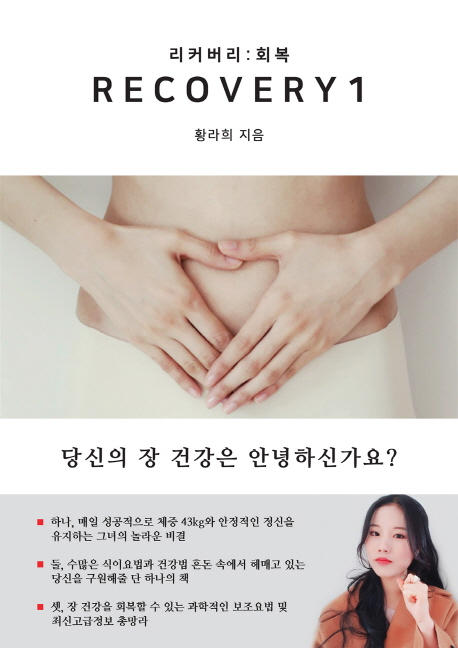 리커버리:회복
RECOVERY1
황라희 지음
당신의 장 건강은 안녕하신가요?
하나, 매일 성공적으로 체중 43kg와 안정적인 정신을
유지하는 그녀의 놀라운 비결
둘, 수많은 식이요법과 건강법 혼돈 속에서 헤매고 있는
당신을 구원해줄 단 하나의 책
셋, 장 건강을 회복할 수 있는 과학적인 보조요법 및
최신고급정보 총망라